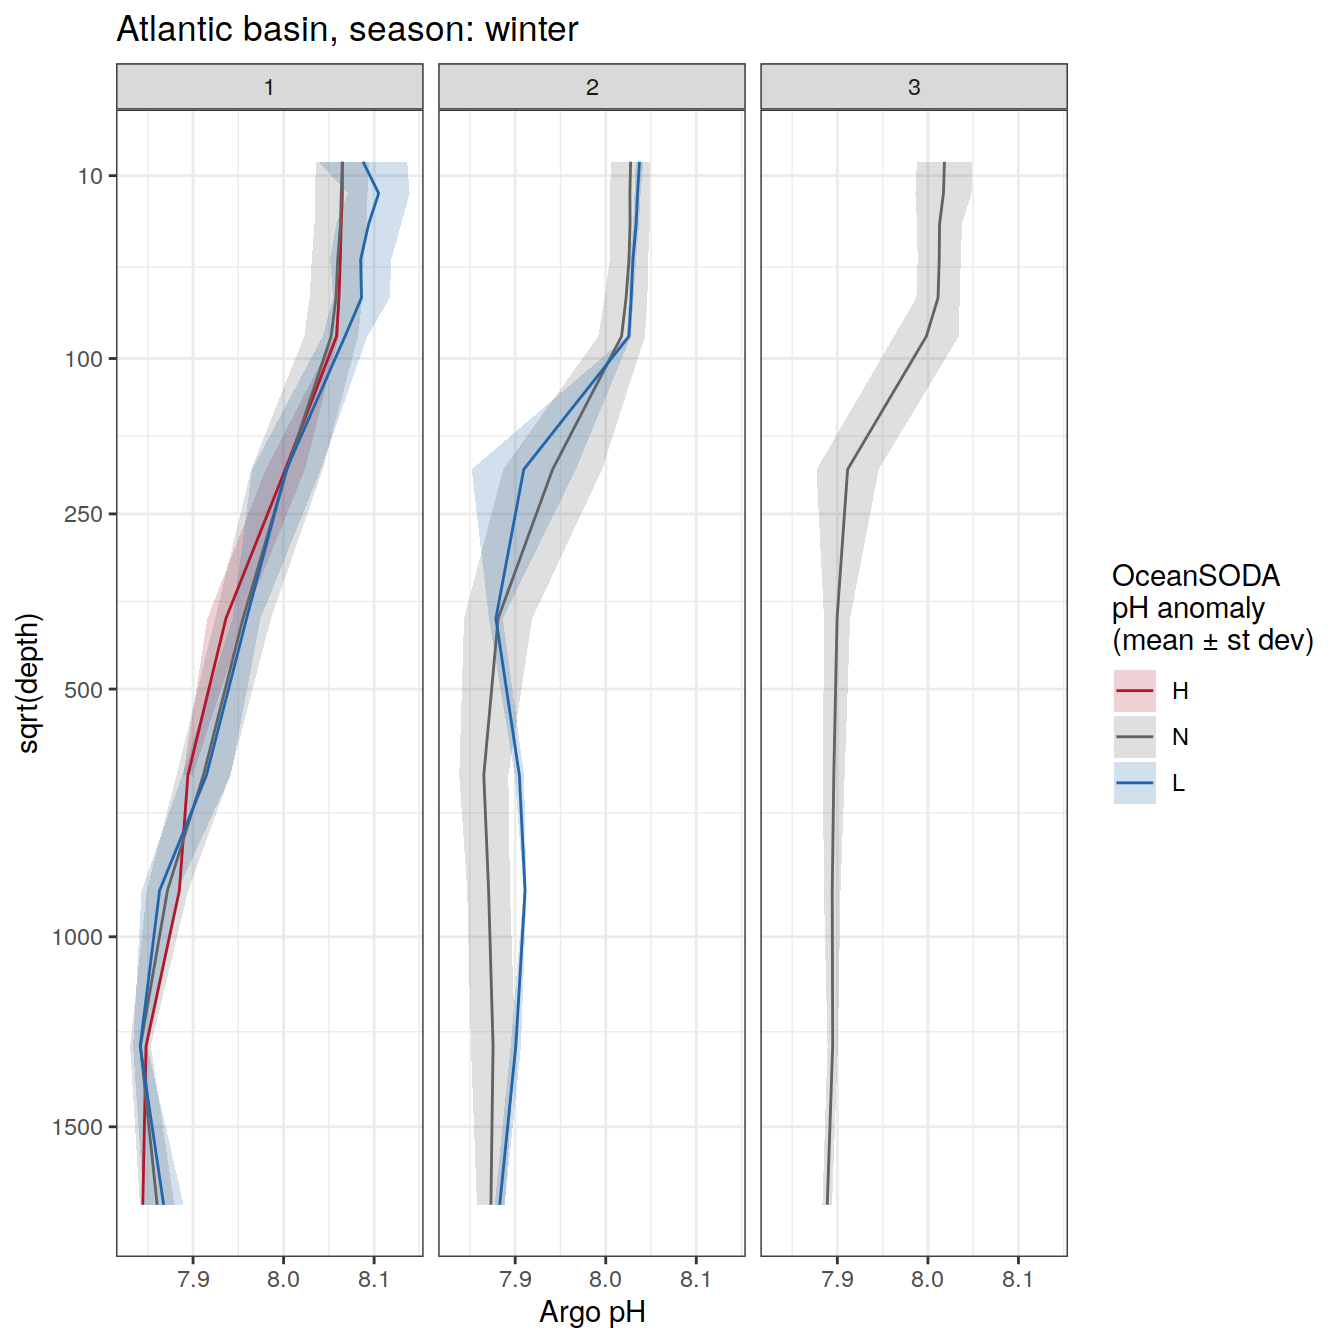 Atlantic basin, season: winter
1 2 3
10
100
250
500
1000
1500
sqrt(depth)
7.9 8.0 8.1 7.9 8.0 8.1 7.9 8.0 8.1
Argo pH
OceanSODA
pH anomaly
(mean ± st dev)
H
N
L